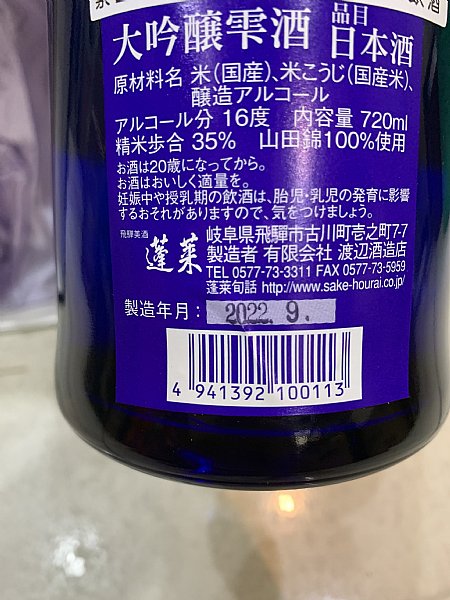 大吟醸雫酒 品目 日本酒
原材料名 米(国産)、米こうじ(国産米)、
醸造アルコール
アルコール分 16度 内容量 720ml
精米歩合 35% 山田錦100%使用
お酒は20歳になってから。
お酒はおいしく適量を。
妊娠中や授乳期の飲酒は、胎児・乳児の発育に影響
するおそれがありますので、気をつけましょう。
飛騨美酒 蓬莱
岐阜県飛騨市古川町壱之町7-7
製造者 有限会社 渡辺酒造店
TEL 0577-73-3311 FAX 0577-73-5959
蓬莱旬話 http://www.sake-hourai.co.jp/
製造年月: 2022. 9.
4 941392 100113